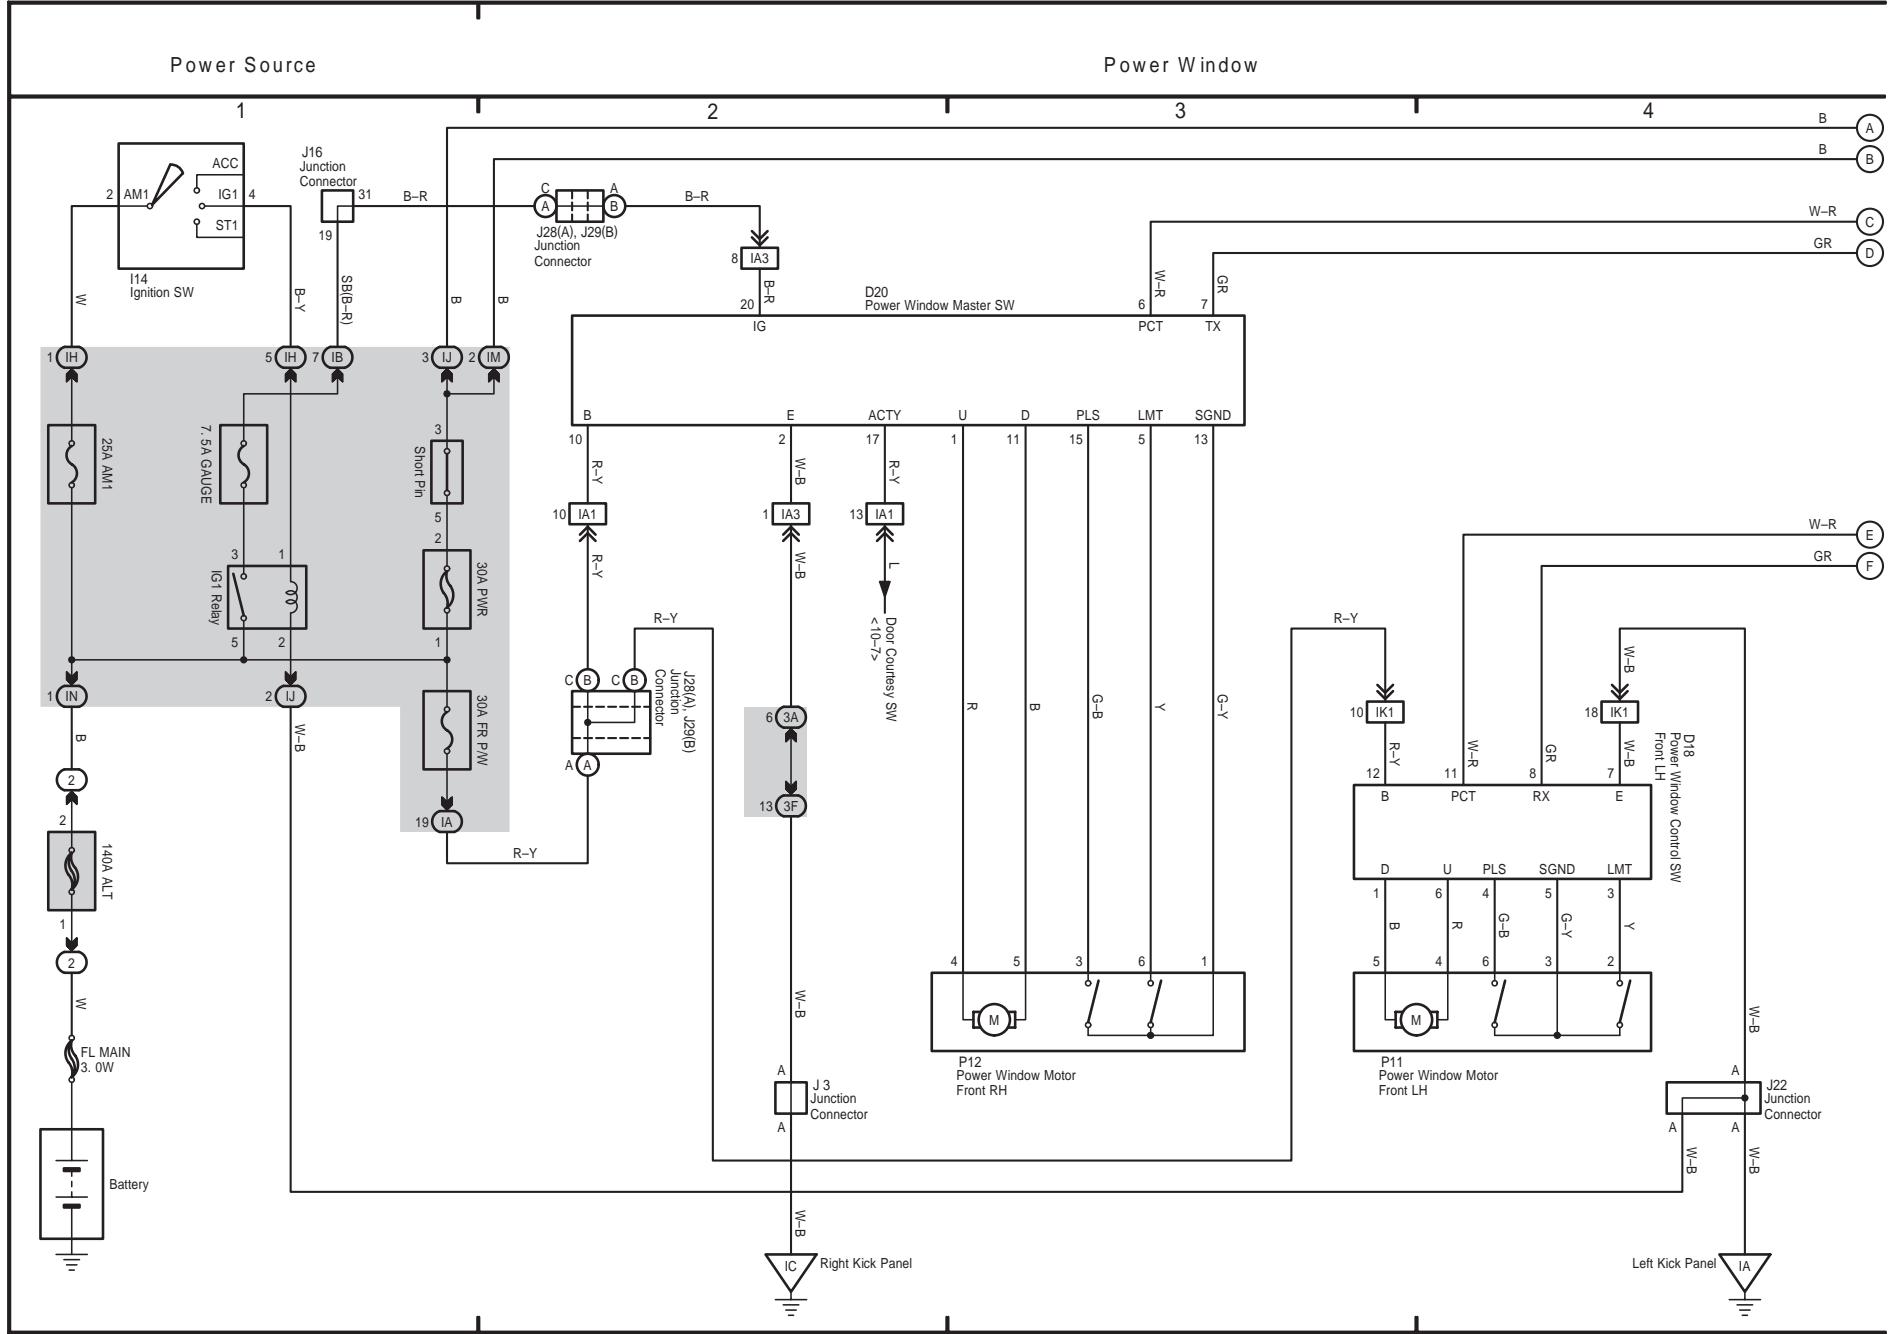 Power Source
Power Window
1
2
3
4
B
A
B
B
W–R
C
GR
D
2
AM1
ACC
IG1
4
ST1
I14
Ignition SW
J16
Junction
Connector
31
19
B–R
C
A
A
B
J28(A), J29(B)
Junction
Connector
B–R
8
IA3
B–R
W
B–Y
SB(B–R)
B
B
1
IH
5
IH
7
IB
3
IJ
2
IM
25A AM1
7. 5A GAUGE
3
Short Pin
5
2
30A PWR
1
3
1
IG1 Relay
5
2
1
IN
2
IJ
30A FR P/W
19
IA
R–Y
B
2
2
140A ALT
1
2
W
FL MAIN
3. 0W
Battery
W–B
D20
Power Window Master SW
20
IG
6
PCT
W–R
7
TX
GR
B
E
ACTY
U
D
PLS
LMT
SGND
10
2
17
1
11
15
5
13
R–Y
W–B
R–Y
10
IA1
1
IA3
13
IA1
R–Y
W–B
L
Door Courtesy SW
<10–7>
R–Y
C
B
C
B
J28(A), J29(B)
Junction
Connector
A
A
6
3A
13
3F
W–B
A
J 3
Junction
Connector
A
W–B
IC
Right Kick Panel
R
B
G–B
Y
G–Y
4
5
3
6
1
M
P12
Power Window Motor
Front RH
W–R
E
GR
F
R–Y
W–B
10
IK1
18
IK1
R–Y
W–R
GR
W–B
D18
Power Window Control SW
Front LH
12
11
8
7
B
PCT
RX
E
D
U
PLS
SGND
LMT
1
6
4
5
3
B
R
G–B
G–Y
Y
5
4
6
3
2
M
P11
Power Window Motor
Front LH
W–B
A
J22
Junction
Connector
A
A
W–B
W–B
Left Kick Panel
IA